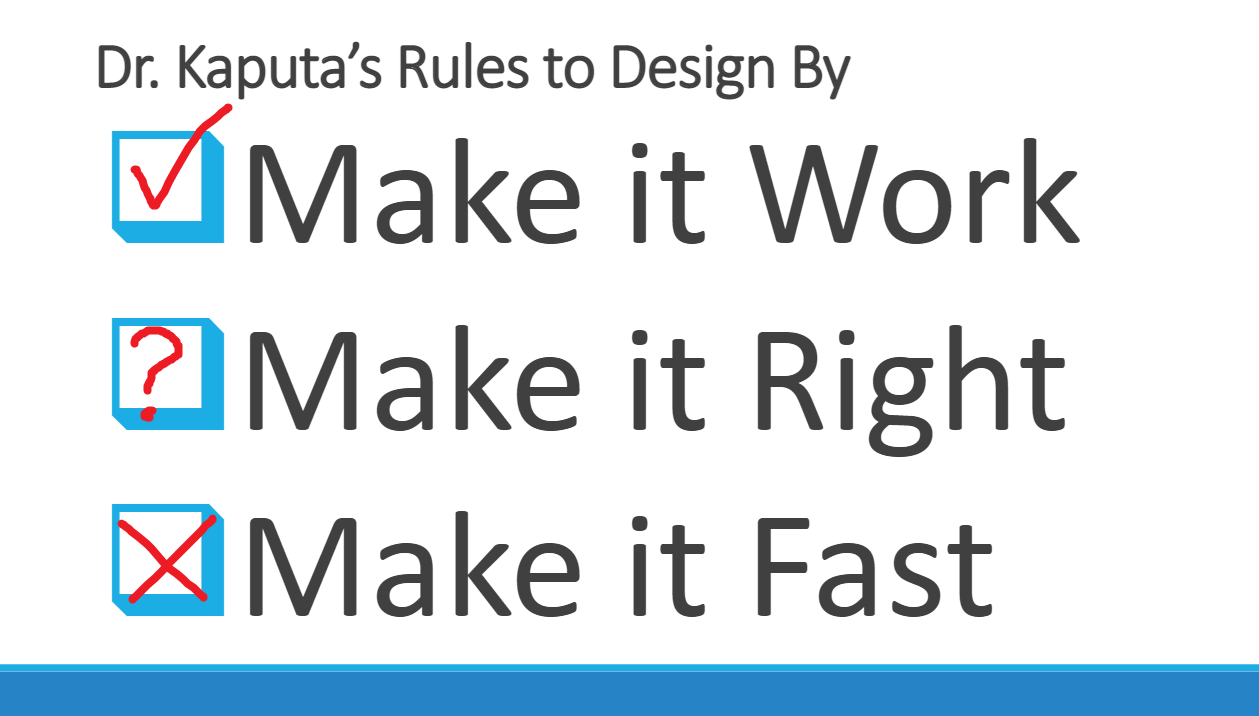 Dr. Kaputa’s Rules to Design By
Make it Work
? Make it Right
Make it Fast